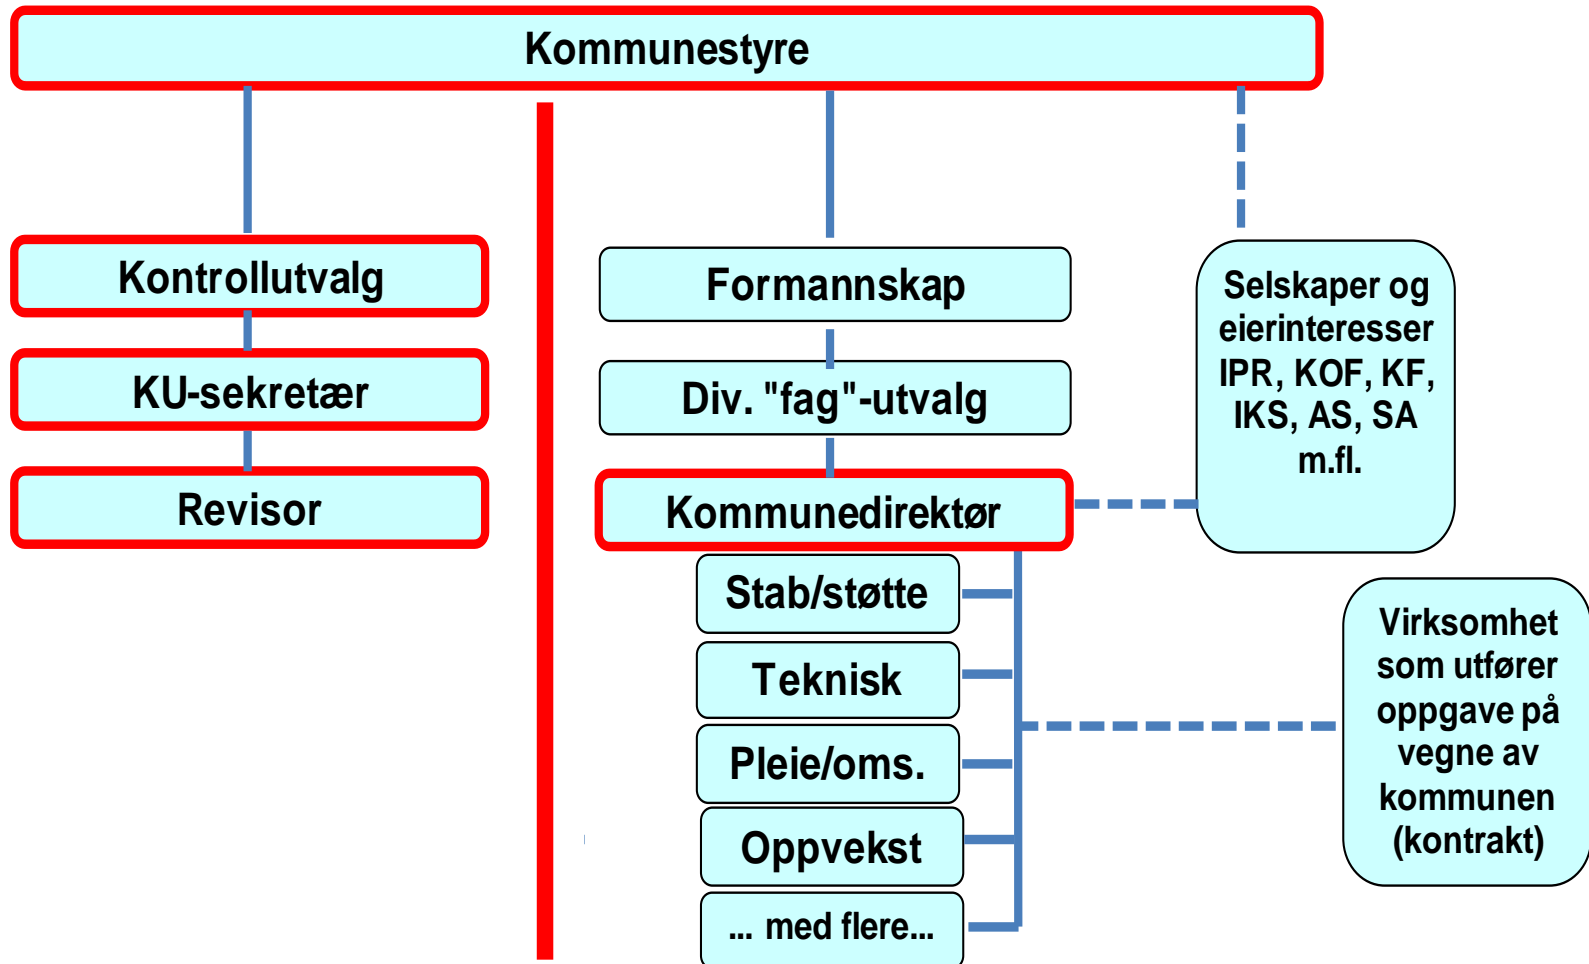 Kommunestyre
Kontrollutvalg
KU-sekretær
Revisor
Formannskap
Div. "fag"-utvalg
Kommunedirektør
Stab/støtte
Teknisk
Pleie/oms.
Oppvekst
... med flere...
Selskaper og
eierinteresser
IPR, KOF, KF,
IKS, AS, SA
m.fl.
Virksomhet
som utfører
oppgave på
vegne av
kommunen
(kontrakt)